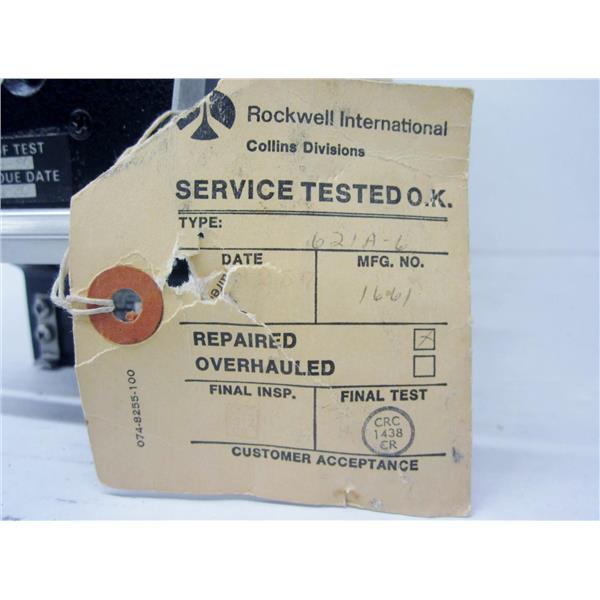 F TEST
DUE DATE
Rockwell International
Collins Divisions
SERVICE TESTED O.K.
TYPE:
621A-6
DATE
MFG. NO.
1661
REPAIRED
OVERHAULED
FINAL INSP.
FINAL TEST
CRC
1438
CR
CUSTOMER ACCEPTANCE
074-8255-100